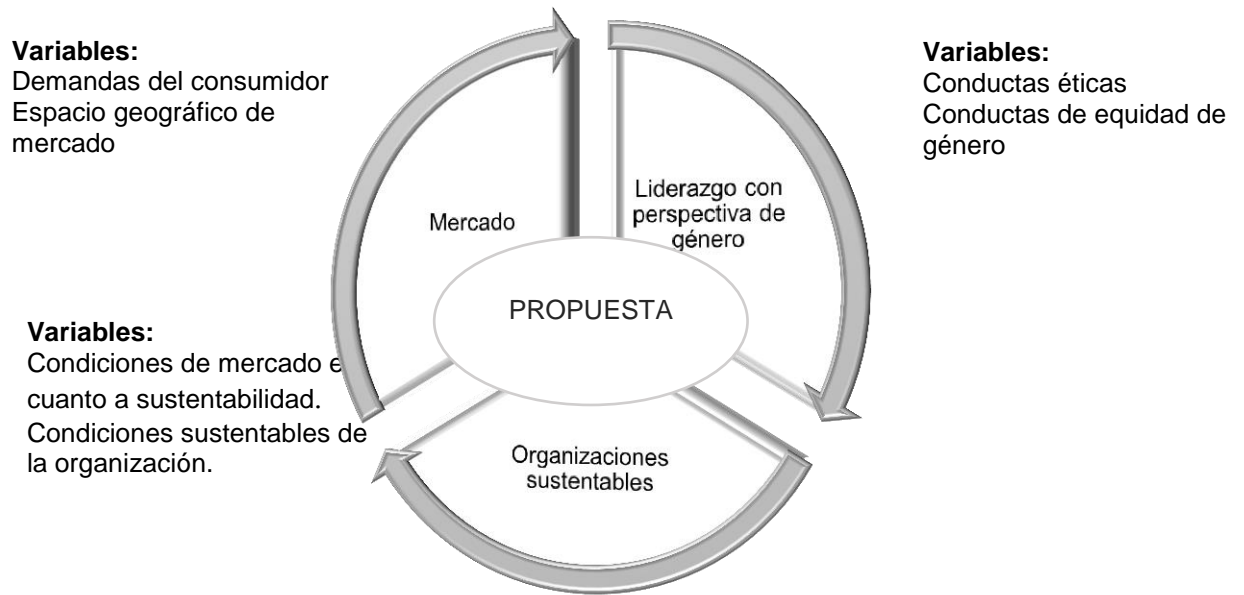 Variables:
Demandas del consumidor
Espacio geográfico de
mercado
Variables:
Conductas éticas
Conductas de equidad de
género
Mercado
Liderazgo con
perspectiva de
género
PROPUESTA
Variables:
Condiciones de mercado e
cuanto a sustentabilidad.
Condiciones sustentables de
la organización.
Organizaciones
sustentables